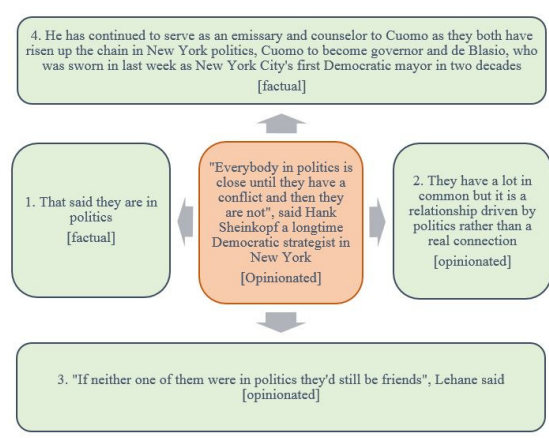 4. He has continued to serve as an emissary and counselor to Cuomo as they both have
risen up the chain in New York politics, Cuomo to become governor and de Blasio, who
was sworn in last week as New York City's first Democratic mayor in two decades
[factual]
1. That said they are in
politics
[factual]
"Everybody in politics is
close until they have a
conflict and then they
are not", said Hank
Sheinkopf a longtime
Democratic strategist in
New York
[Opinionated]
2. They have a lot in
common but it is a
relationship driven by
politics rather than a
real connection
[opinionated]
3. "If neither one of them were in politics they'd still be friends", Lehane said
[opinionated]